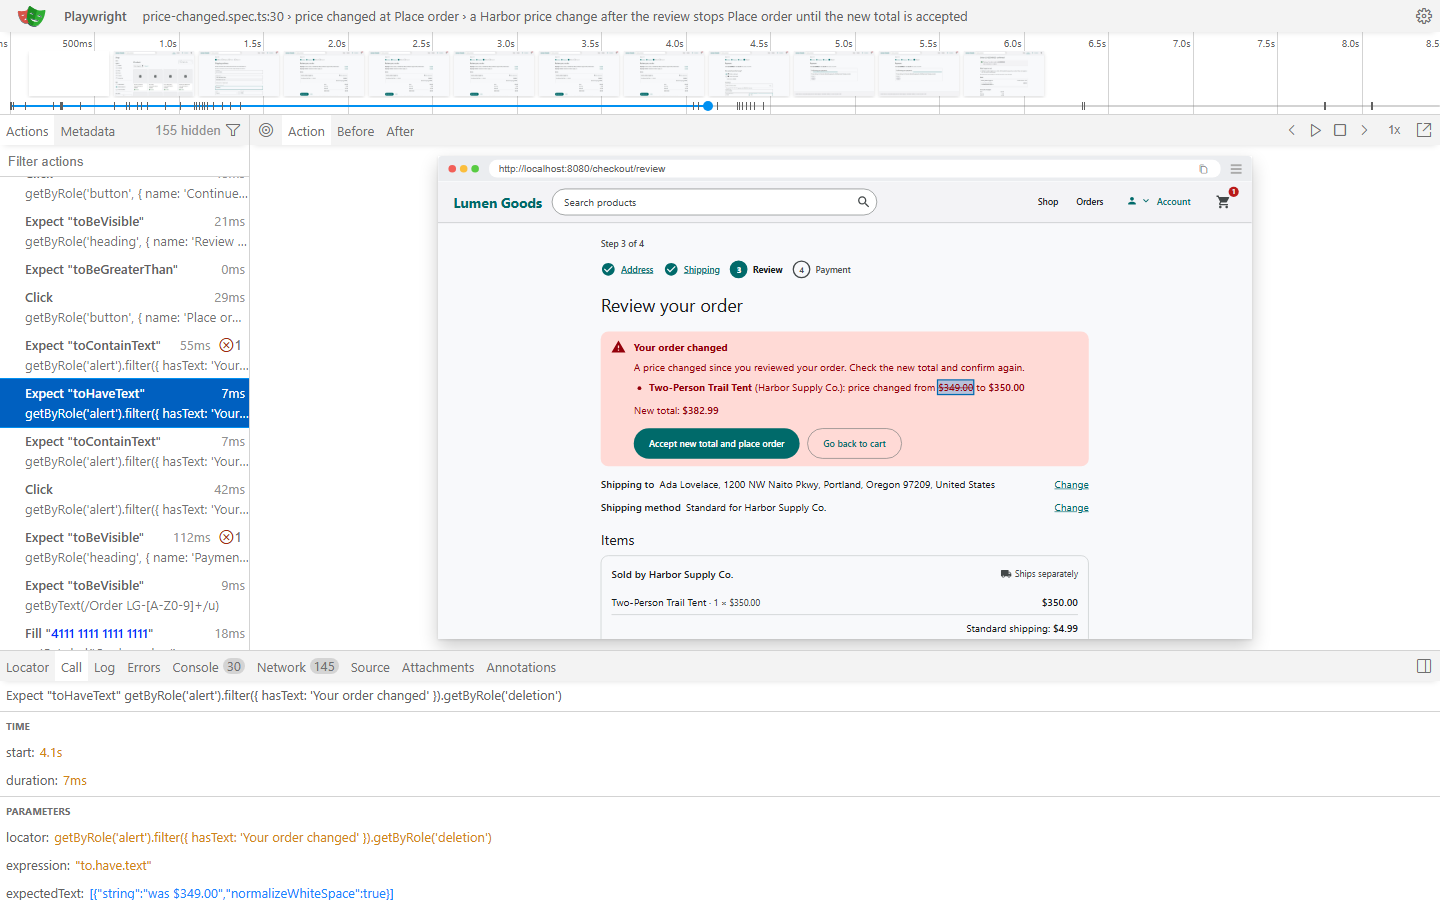 Playwright price-changed.spec.ts:30 › price changed at Place order › a Harbor price change after the review stops Place order until the new total is accepted
ms 500ms 1.0s 1.5s 2.0s 2.5s 3.0s 3.5s 4.0s 4.5s 5.0s 5.5s 6.0s 6.5s 7.0s 7.5s 8.0s 8.5
Actions Metadata 155 hidden
Action Before After
1x
Filter actions
getByRole('button', { name: 'Continue...
Expect "toBeVisible" 21ms
getByRole('heading', { name: 'Review ...
Expect "toBeGreaterThan" 0ms
Click 29ms
getByRole('button', { name: 'Place or...
Expect "toContainText" 55ms 1
getByRole('alert').filter({ hasText: 'Your...
Expect "toHaveText" 7ms
getByRole('alert').filter({ hasText: 'Your...
Expect "toContainText" 7ms
getByRole('alert').filter({ hasText: 'Your...
Click 42ms
getByRole('alert').filter({ hasText: 'Your...
Expect "toBeVisible" 112ms 1
getByRole('heading', { name: 'Paymen...
Expect "toBeVisible" 9ms
getByText(/Order LG-[A-Z0-9]+/u)
Fill "4111 1111 1111 1111" 18ms
http://localhost:8080/checkout/review
Lumen Goods
Search products
Shop Orders Account 1
Step 3 of 4
Address Shipping 3 Review 4 Payment
Review your order
Your order changed
A price changed since you reviewed your order. Check the new total and confirm again.
• Two-Person Trail Tent (Harbor Supply Co.): price changed from $349.00 to $350.00
New total: $382.99
Accept new total and place order Go back to cart
Shipping to Ada Lovelace, 1200 NW Naito Pkwy, Portland, Oregon 97209, United States Change
Shipping method Standard for Harbor Supply Co. Change
Items
Sold by Harbor Supply Co. Ships separately
Two-Person Trail Tent · 1 × $350.00 $350.00
Standard shipping: $4.99
Locator Call Log Errors Console 30 Network 145 Source Attachments Annotations
Expect "toHaveText" getByRole('alert').filter({ hasText: 'Your order changed' }).getByRole('deletion')
TIME
start: 4.1s
duration: 7ms
PARAMETERS
locator: getByRole('alert').filter({ hasText: 'Your order changed' }).getByRole('deletion')
expression: "to.have.text"
expectedText: [{"string":"was $349.00","normalizeWhiteSpace":true}]